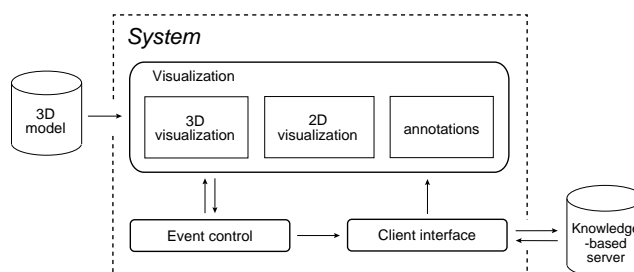 System
Visualization
3D
model
3D
visualization
2D
visualization
annotations
Event control
Client interface
Knowledge
-based
server